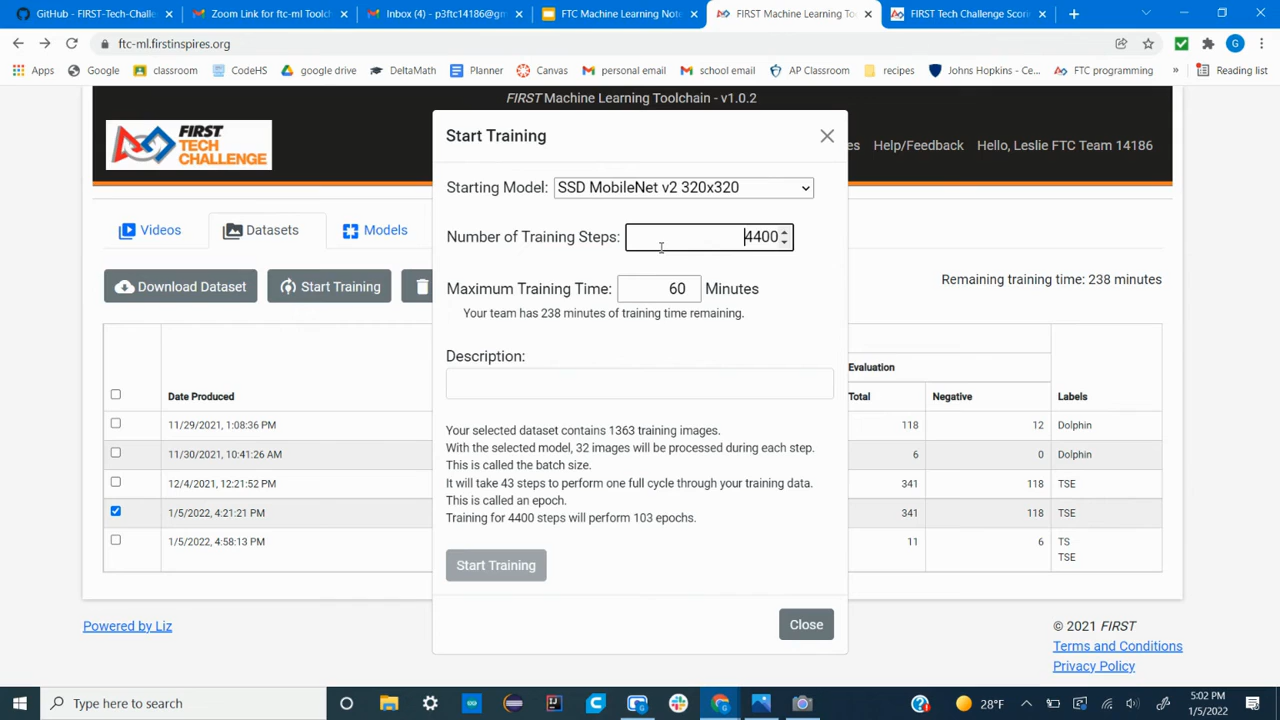 GitHub - FIRST-Tech-Challe
Zoom Link for ftc-ml Toolch
Inbox (4) - p3ftc14186@gm
FTC Machine Learning Note
FIRST Machine Learning To
FIRST Tech Challenge Scori
ftc-ml.firstinspires.org
Apps
Google
classroom
CodeHS
google drive
DeltaMath
Planner
Canvas
personal email
school email
AP Classroom
recipes
Johns Hopkins - Ce...
FTC programming
»
Reading list
FIRST Machine Learning Toolchain - v1.0.2
FIRST
TECH
CHALLENGE
es
Help/Feedback
Hello, Leslie FTC Team 14186
Videos
Datasets
Models
Download Dataset
Start Training
Remaining training time: 238 minutes
Evaluation
Date Produced
Total
Negative
Labels
11/29/2021, 1:08:36 PM
118
12
Dolphin
11/30/2021, 10:41:26 AM
6
0
Dolphin
12/4/2021, 12:21:52 PM
341
118
TSE
1/5/2022, 4:21:21 PM
341
118
TSE
1/5/2022, 4:58:13 PM
11
6
TS
TSE
Start Training
Starting Model: SSD MobileNet v2 320x320
Number of Training Steps: 4400
Maximum Training Time: 60 Minutes
Your team has 238 minutes of training time remaining.
Description:
Your selected dataset contains 1363 training images.
With the selected model, 32 images will be processed during each step.
This is called the batch size.
It will take 43 steps to perform one full cycle through your training data.
This is called an epoch.
Training for 4400 steps will perform 103 epochs.
Start Training
Close
Powered by Liz
© 2021 FIRST
Terms and Conditions
Privacy Policy
Type here to search
28°F
5:02 PM
1/5/2022